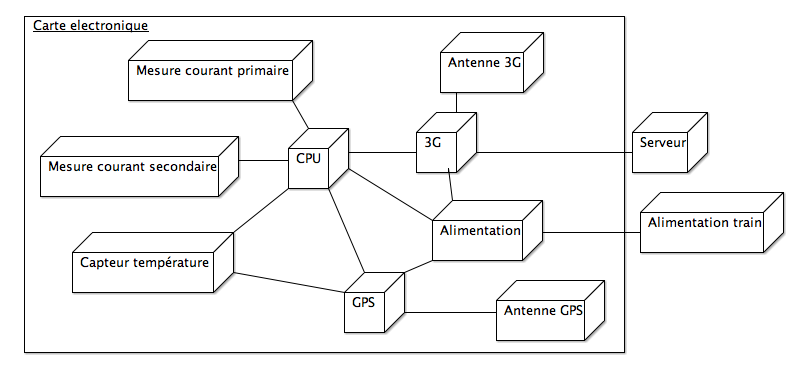 Carte electronique
Antenne 3G
Mesure courant primaire
3G
Serveur
CPU
Mesure courant secondaire
Alimentation train
Alimentation
Capteur température
GPS
Antenne GPS